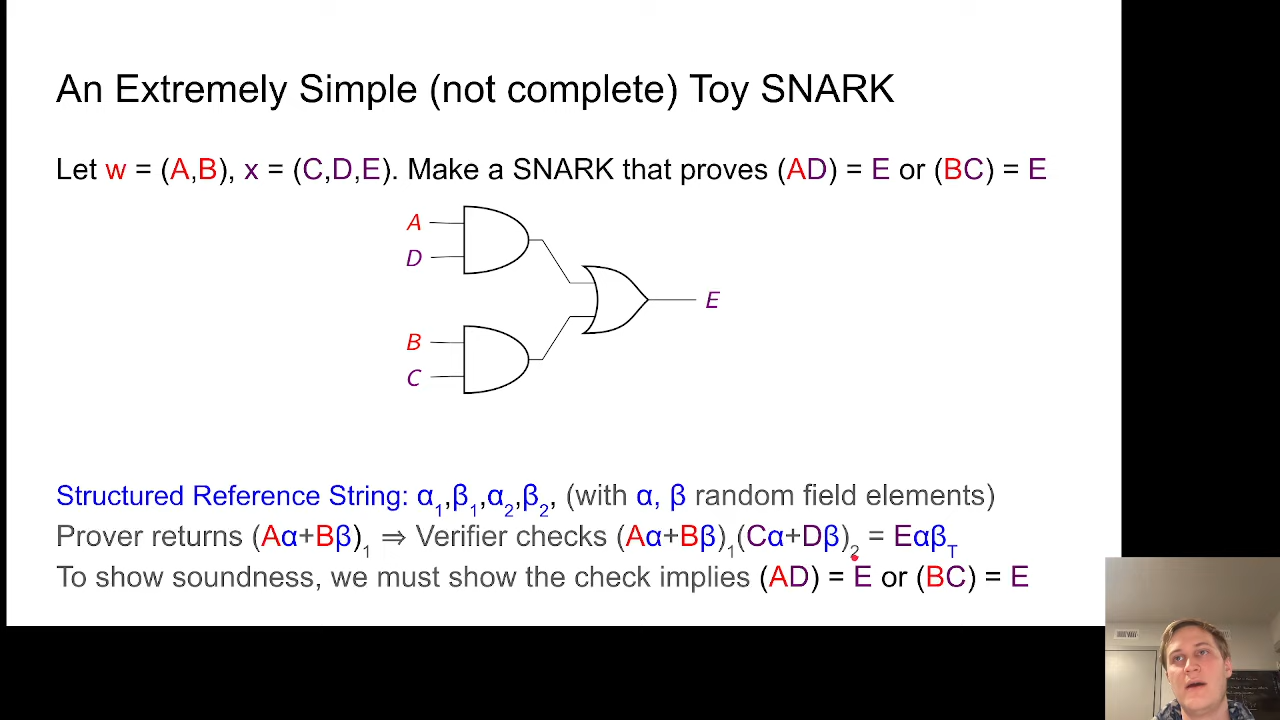 An Extremely Simple (not complete) Toy SNARK
Let w = (A,B), x = (C,D,E). Make a SNARK that proves (AD) = E or (BC) = E
A
D
E
B
C
Structured Reference String: α₁,β₁,α₂,β₂, (with α, β random field elements)
Prover returns (Aα+Bβ)₁ ⇒ Verifier checks (Aα+Bβ)₁(Cα+Dβ)₂ = Eαβ_T
To show soundness, we must show the check implies (AD) = E or (BC) = E